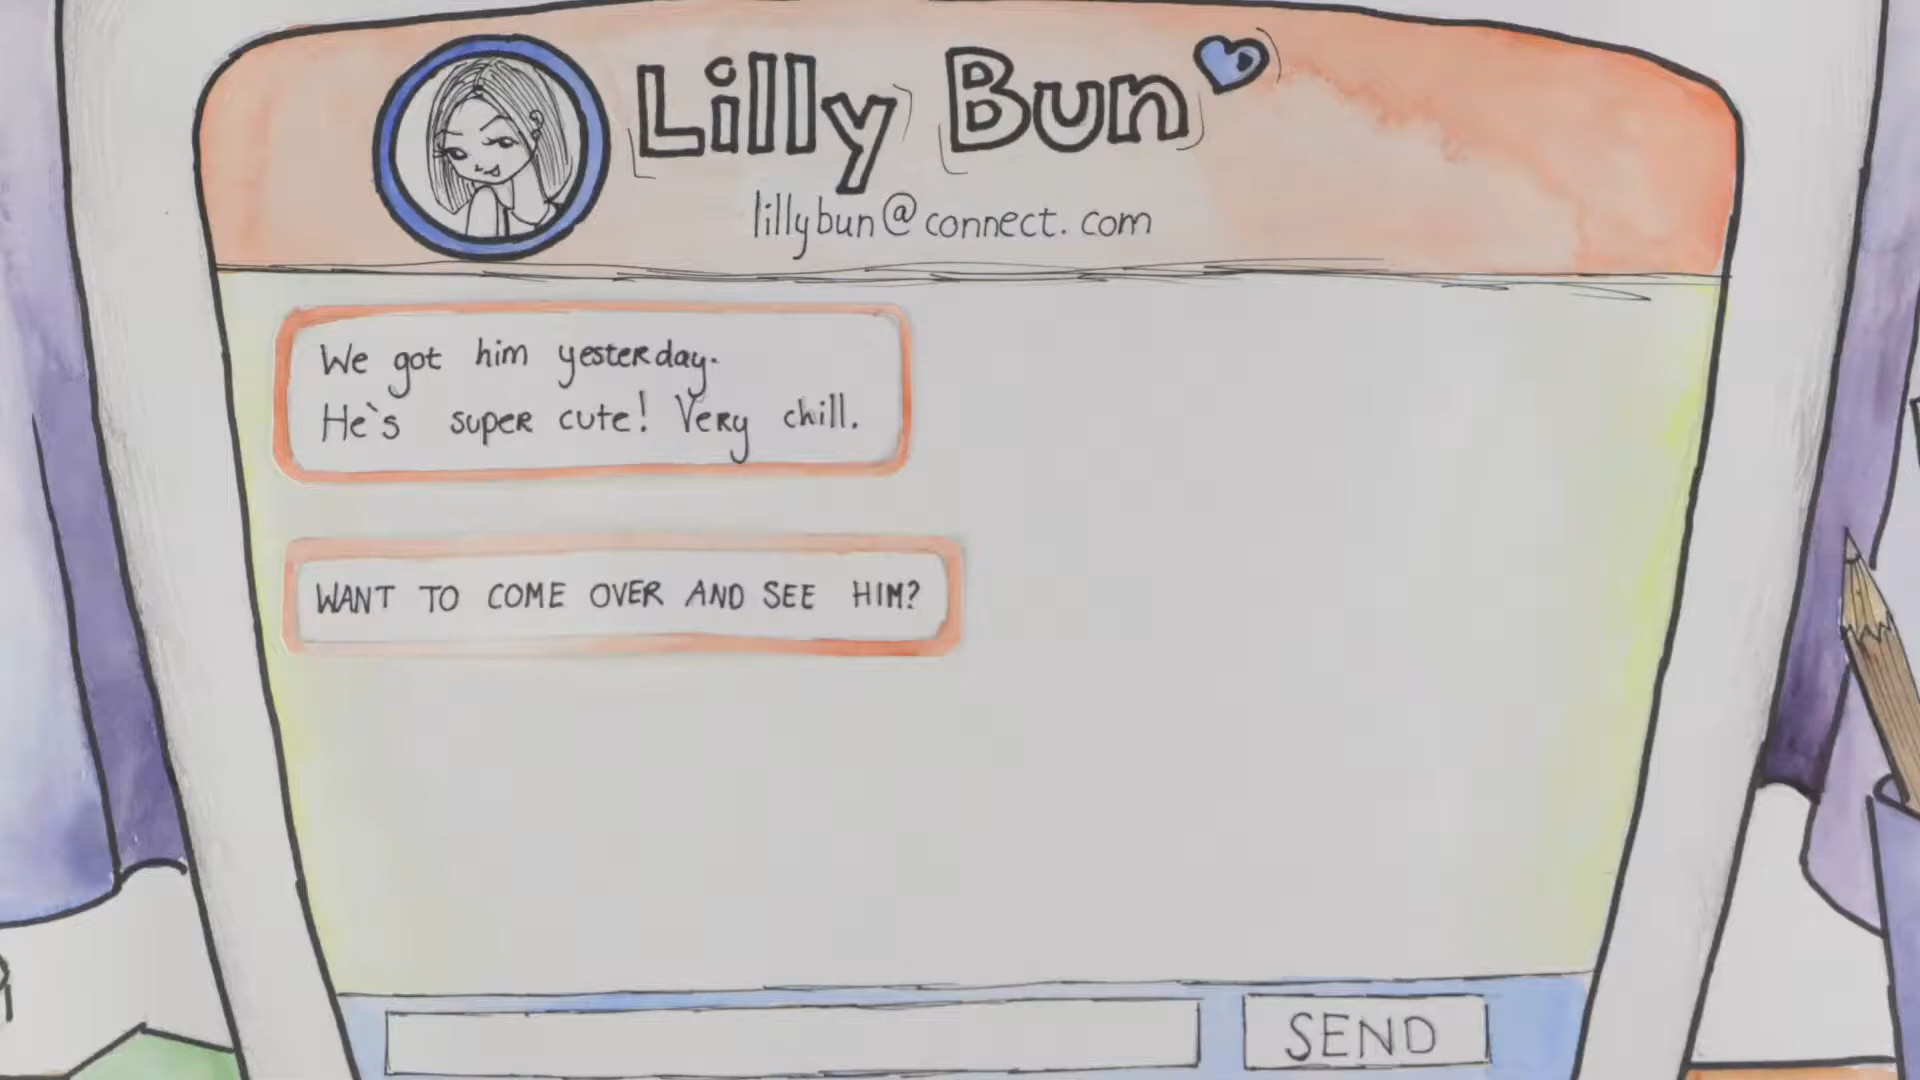 Lilly Bun
lillybun@connect.com
We got him yesterday.
He`s super cute! Very chill.
WANT TO COME OVER AND SEE HIM?
SEND